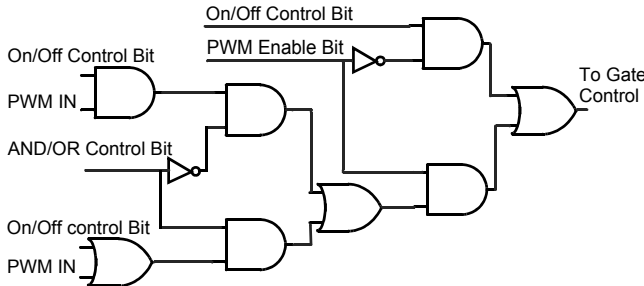 On/Off Control Bit
PWM Enable Bit
On/Off Control Bit
PWM IN
To Gate
Control
AND/OR Control Bit
On/Off control Bit
PWM IN